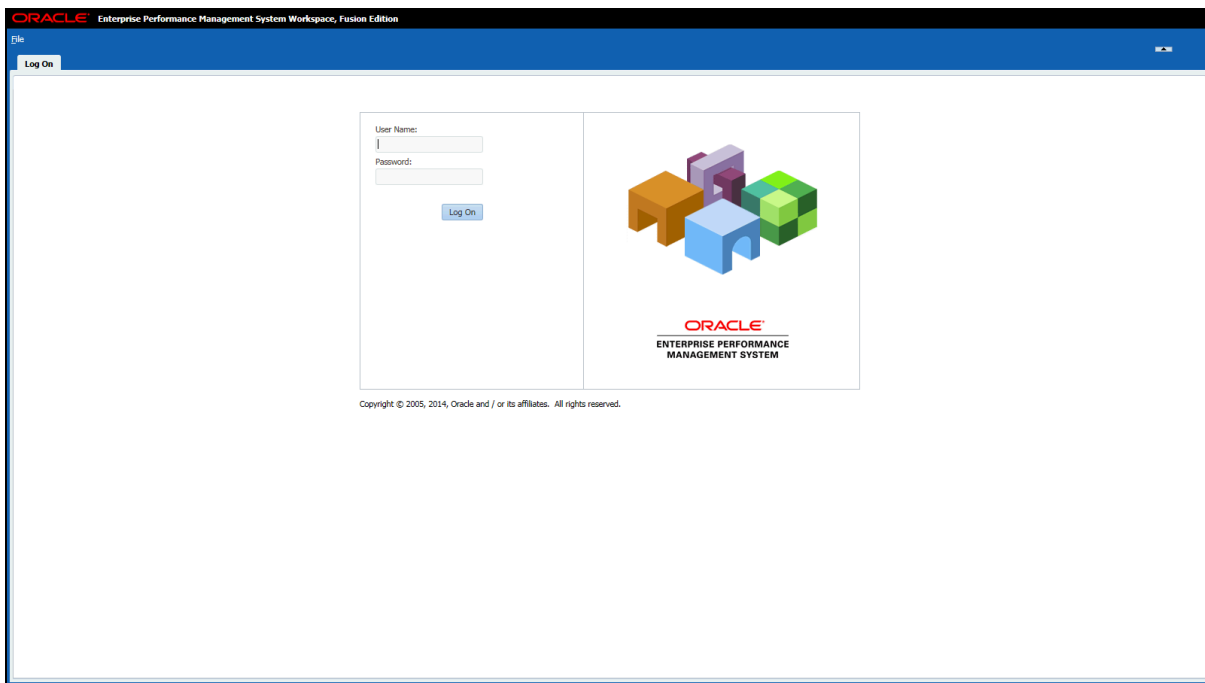 ORACLE® Enterprise Performance Management System Workspace, Fusion Edition
File
Log On
User Name:
Password:
Log On
ORACLE®
ENTERPRISE PERFORMANCE
MANAGEMENT SYSTEM
Copyright © 2005, 2014, Oracle and / or its affiliates. All rights reserved.